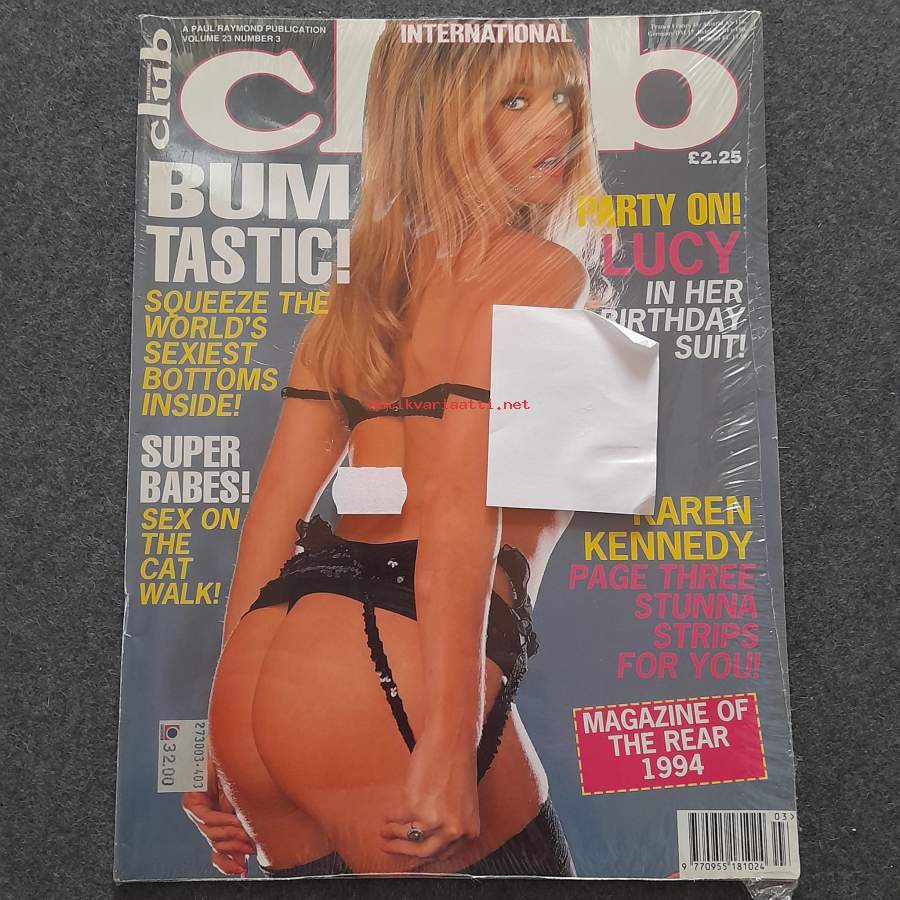 A PAUL RAYMOND PUBLICATION
VOLUME 23 NUMBER 3
INTERNATIONAL
club
INTERNATIONAL
club
£2.25
BUM
TASTIC!
SQUEEZE THE
WORLD'S
SEXIEST
BOTTOMS
INSIDE!
SUPER
BABES!
SEX ON
THE
CAT
WALK!
PARTY ON!
LUCY
IN HER
BIRTHDAY
SUIT!
antikvariaatti.net
KAREN
KENNEDY
PAGE THREE
STUNNA
STRIPS
FOR YOU!
MAGAZINE OF
THE REAR
1994
273003-403
32.00
03>
9 770955 181024